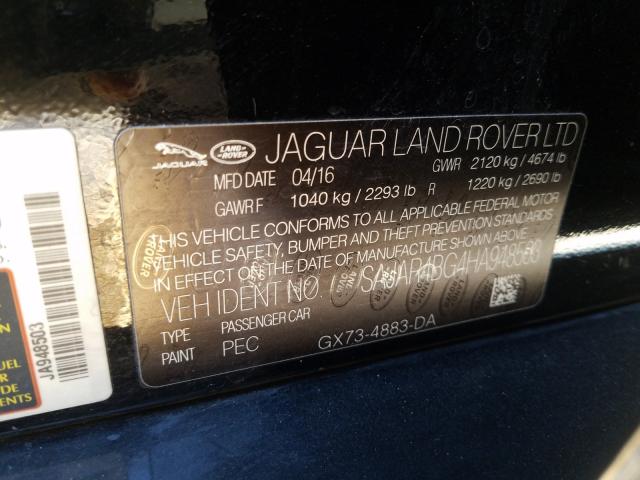 JAGUAR
LAND ROVER
JAGUAR LAND ROVER LTD
MFD DATE 04/16 GWR 2120 kg / 4674 lb
GAWR F 1040 kg / 2293 lb R 1220 kg / 2690 lb
THIS VEHICLE CONFORMS TO ALL APPLICABLE FEDERAL MOTOR
VEHICLE SAFETY, BUMPER AND THEFT PREVENTION STANDARDS
IN EFFECT ON THE DATE OF MANUFACTURE SHOWN ABOVE
VEH IDENT NO.
TYPE PASSENGER CAR
PAINT PEC GX73-4883-DA
JA948503